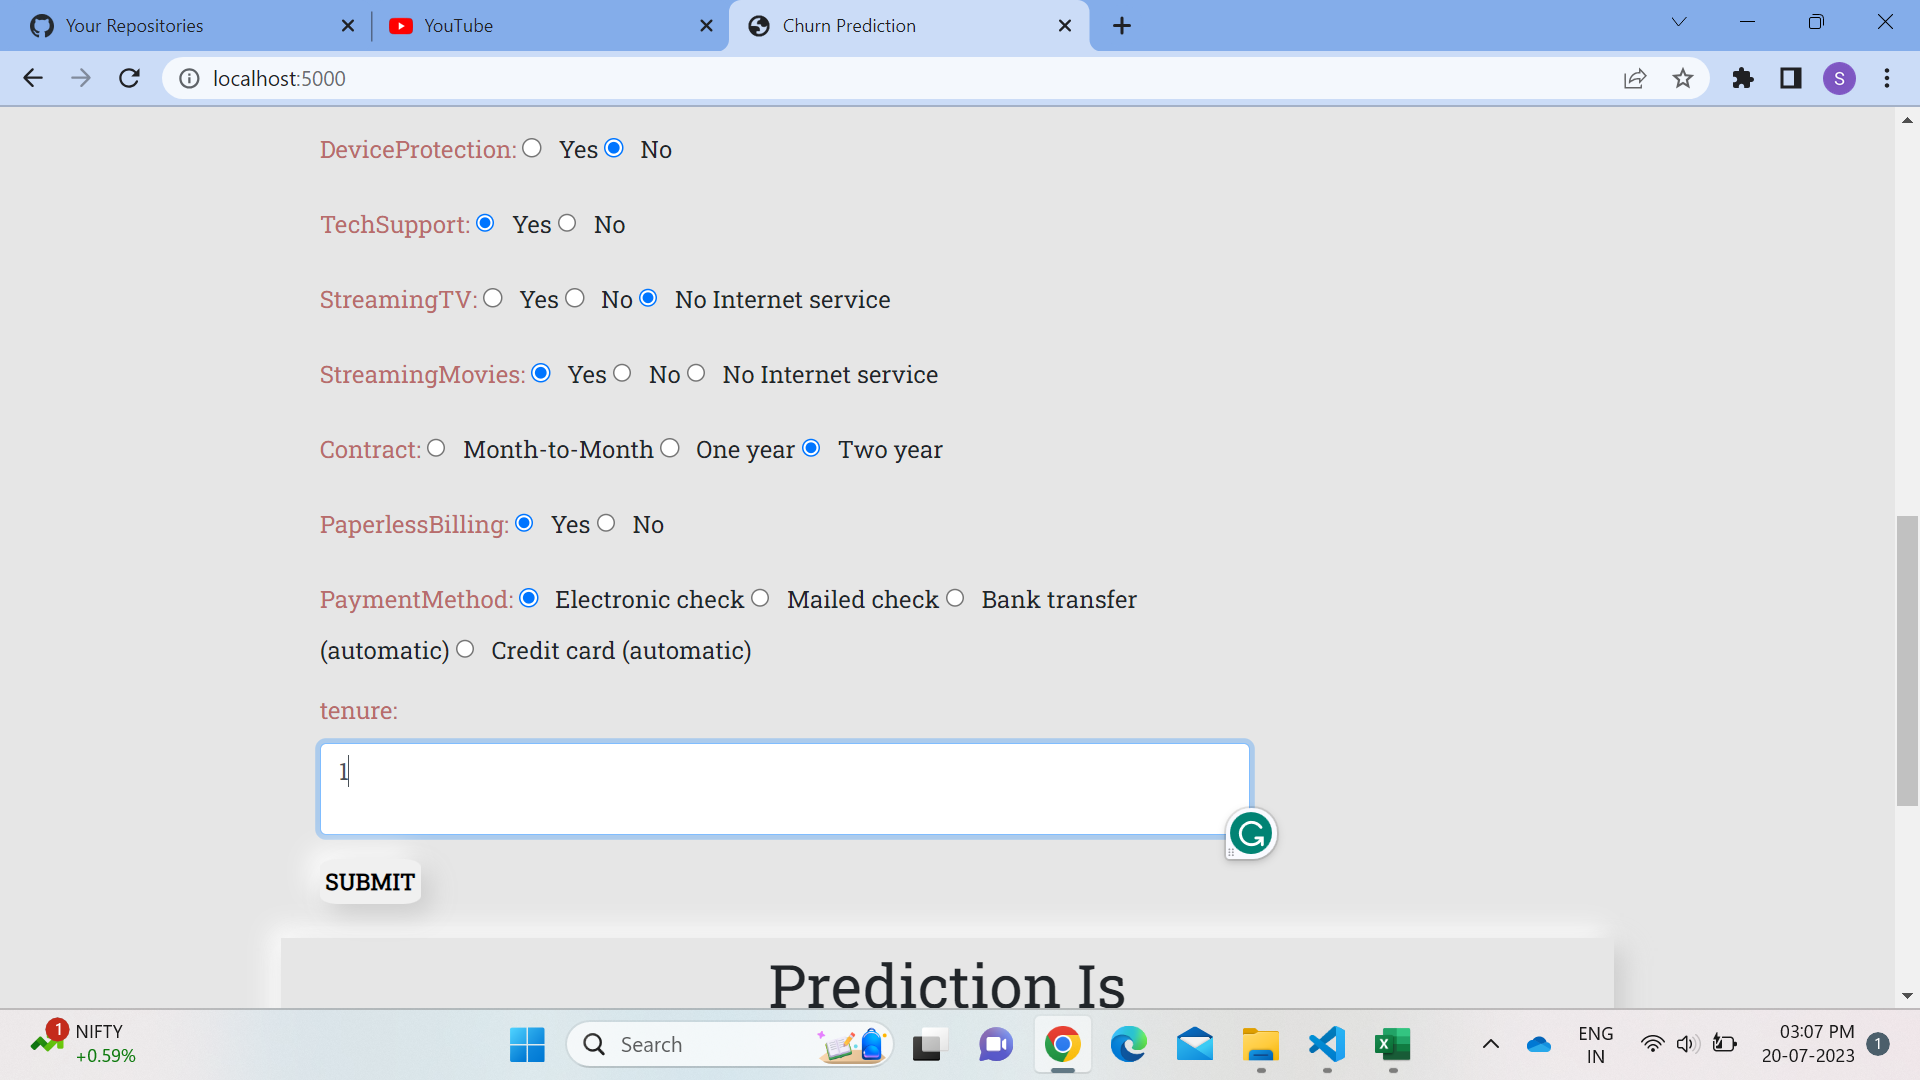 Your Repositories
YouTube
Churn Prediction
localhost:5000
S
DeviceProtection: Yes No
TechSupport: Yes No
StreamingTV: Yes No No Internet service
StreamingMovies: Yes No No Internet service
Contract: Month-to-Month One year Two year
PaperlessBilling: Yes No
PaymentMethod: Electronic check Mailed check Bank transfer
(automatic) Credit card (automatic)
tenure:
1
SUBMIT
Prediction Is
1
NIFTY
+0.59%
Search
ENG
IN
03:07 PM
20-07-2023
1